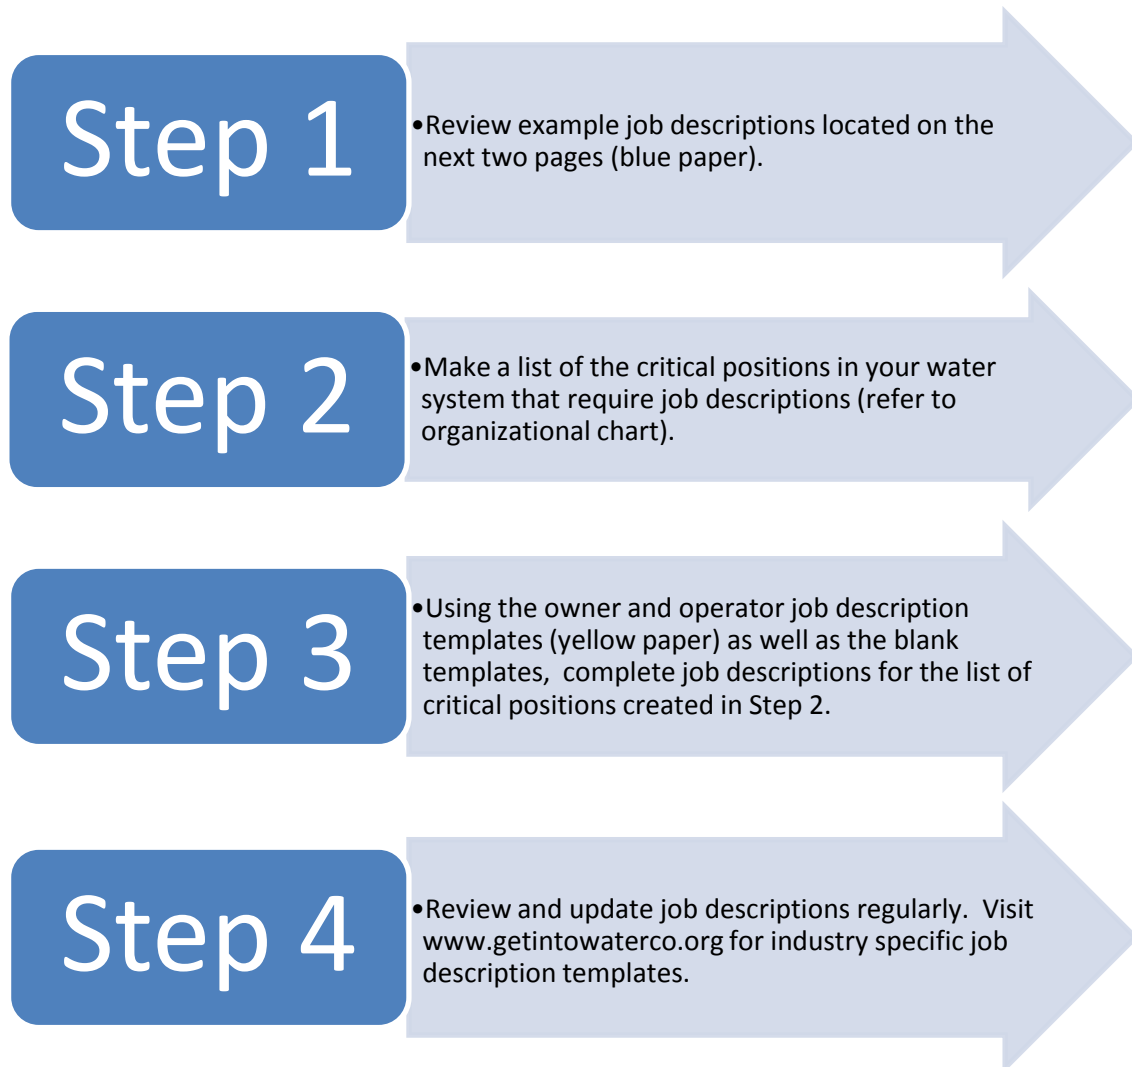 Step 1
•Review example job descriptions located on the
next two pages (blue paper).
Step 2
•Make a list of the critical positions in your water
system that require job descriptions (refer to
organizational chart).
Step 3
•Using the owner and operator job description
templates (yellow paper) as well as the blank
templates,  complete job descriptions for the list of
critical positions created in Step 2.
Step 4
•Review and update job descriptions regularly.  Visit
www.getintowaterco.org for industry specific job
description templates.